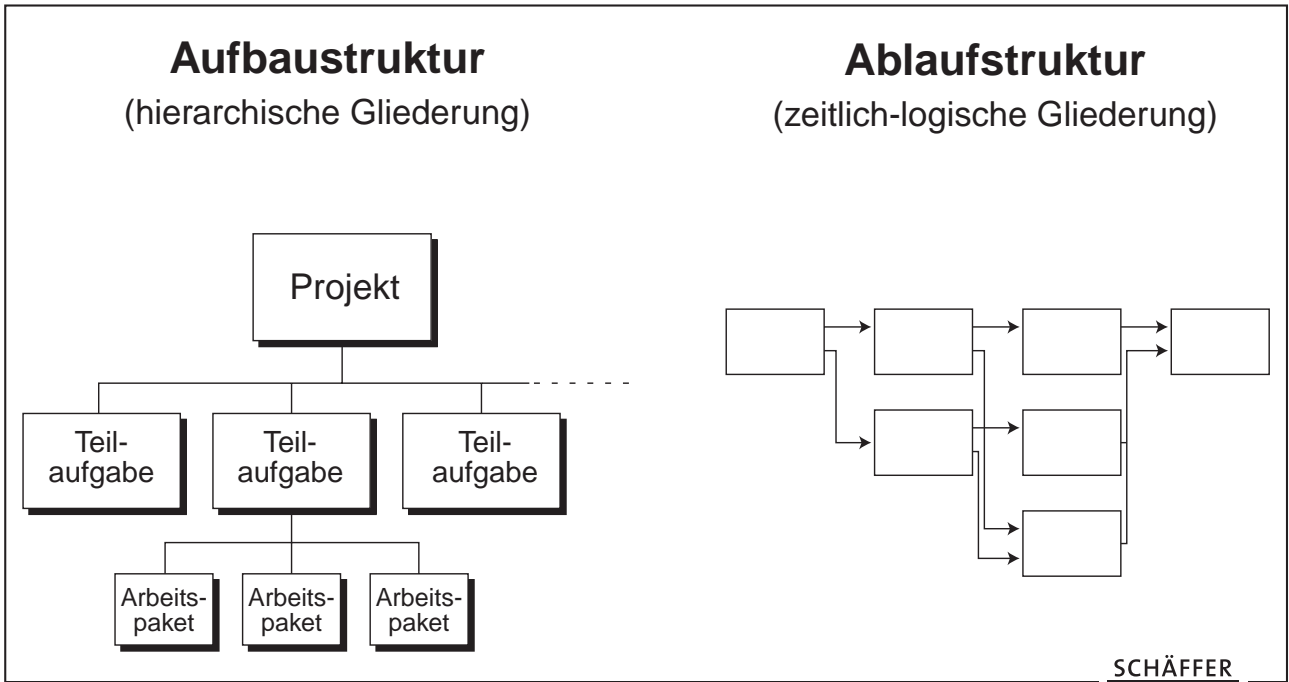 Aufbaustruktur
(hierarchische Gliederung)
Ablaufstruktur
(zeitlich-logische Gliederung)
Projekt
Teil-
aufgabe
Teil-
aufgabe
Teil-
aufgabe
Arbeits-
paket
Arbeits-
paket
Arbeits-
paket
SCHÄFFER